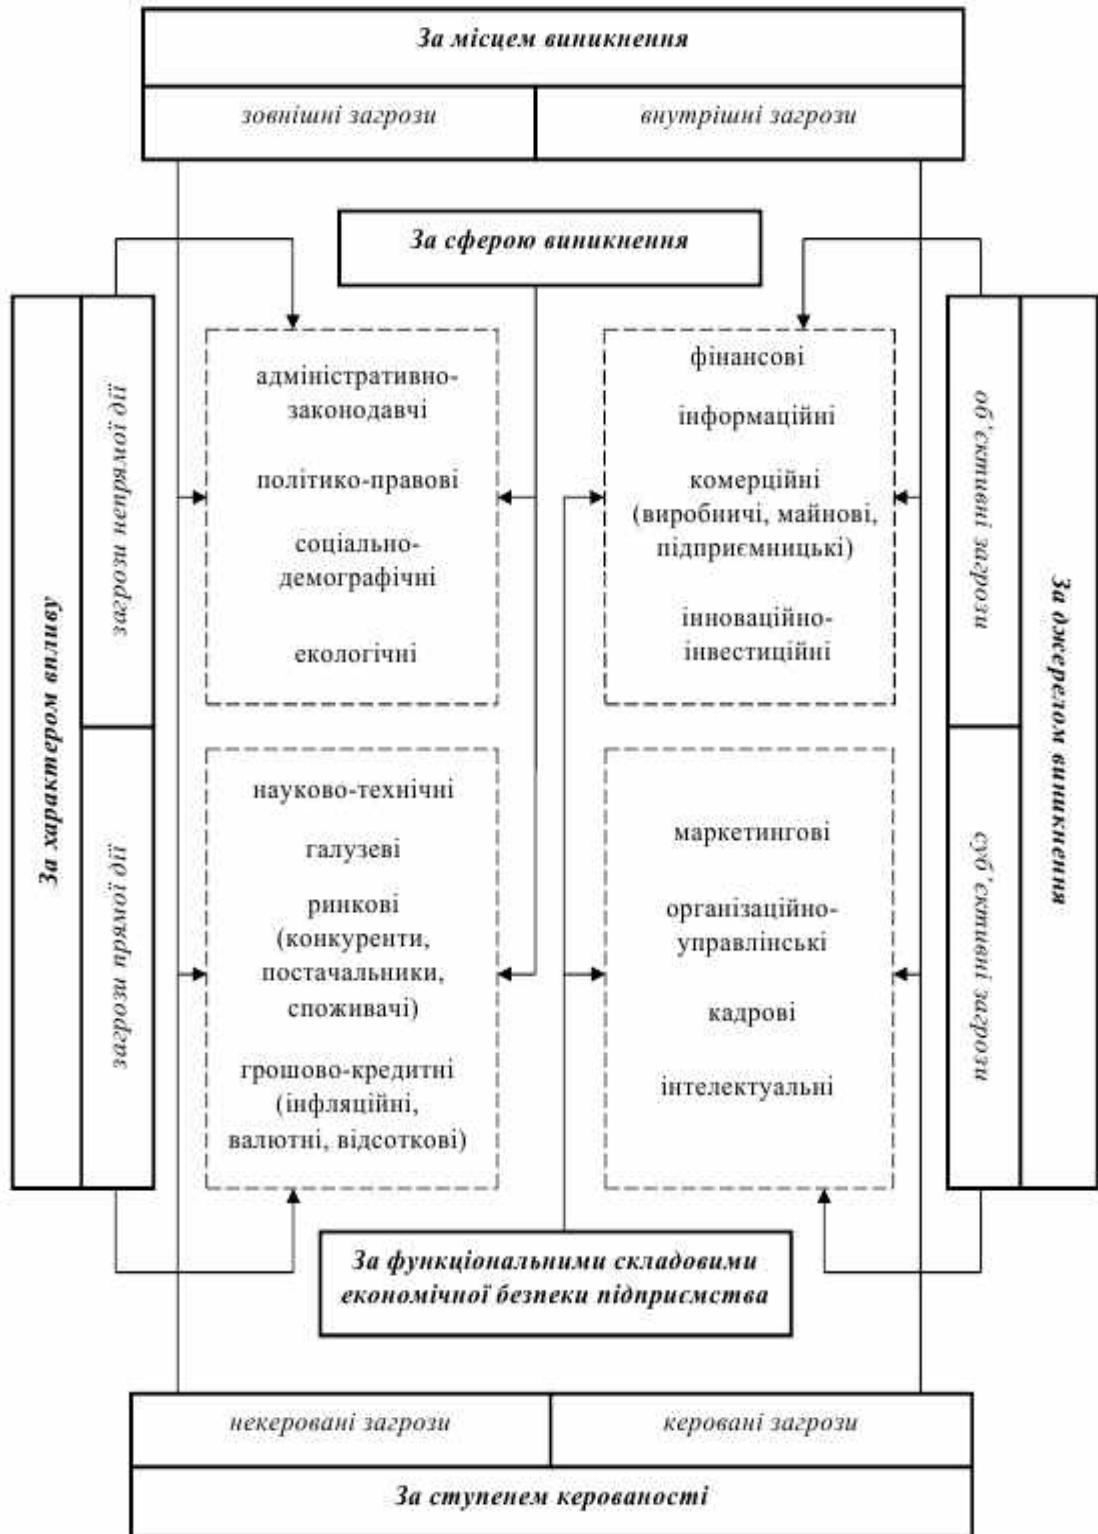 За місцем виникнення
зовнішні загрози
внутрішні загрози
За сферою виникнення
За характером впливу
загрози непрямої дії
загрози прямої дії
адміністративно-
законодавчі
політико-правові
соціально-
демографічні
екологічні
фінансові
інформаційні
комерційні
(виробничі, майнові,
підприємницькі)
інноваційно-
інвестиційні
науково-технічні
галузеві
ринкові
(конкуренти,
постачальники,
споживачі)
грошово-кредитні
(інфляційні,
валютні, відсоткові)
маркетингові
організаційно-
управлінські
кадрові
інтелектуальні
об'єктивні загрози
суб'єктивні загрози
За джерелом виникнення
За функціональними складовими
економічної безпеки підприємства
некеровані загрози
керовані загрози
За ступенем керованості